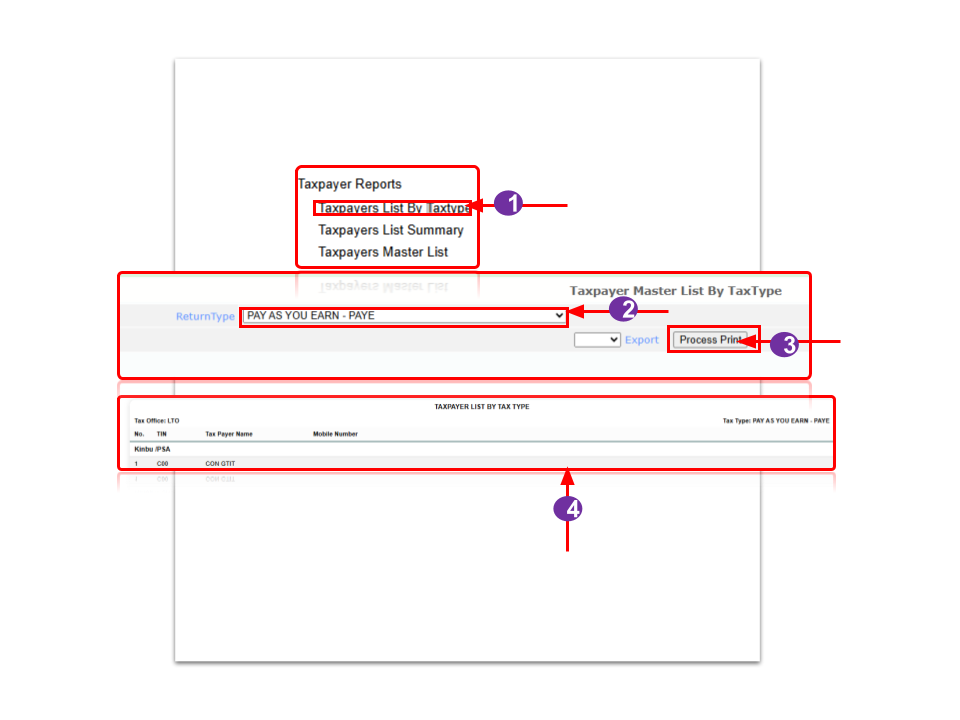 Taxpayer Reports
Taxpayers List By Taxtype
1
Taxpayers List Summary
Taxpayers Master List
Taxpayer Master List By TaxType
ReturnType PAY AS YOU EARN - PAYE
2
Export Process Print
3
TAXPAYER LIST BY TAX TYPE
Tax Office: LTO Tax Type: PAY AS YOU EARN - PAYE
No. TIN Tax Payer Name Mobile Number
Kinbu /PSA
1 C00 CON GTIT
4